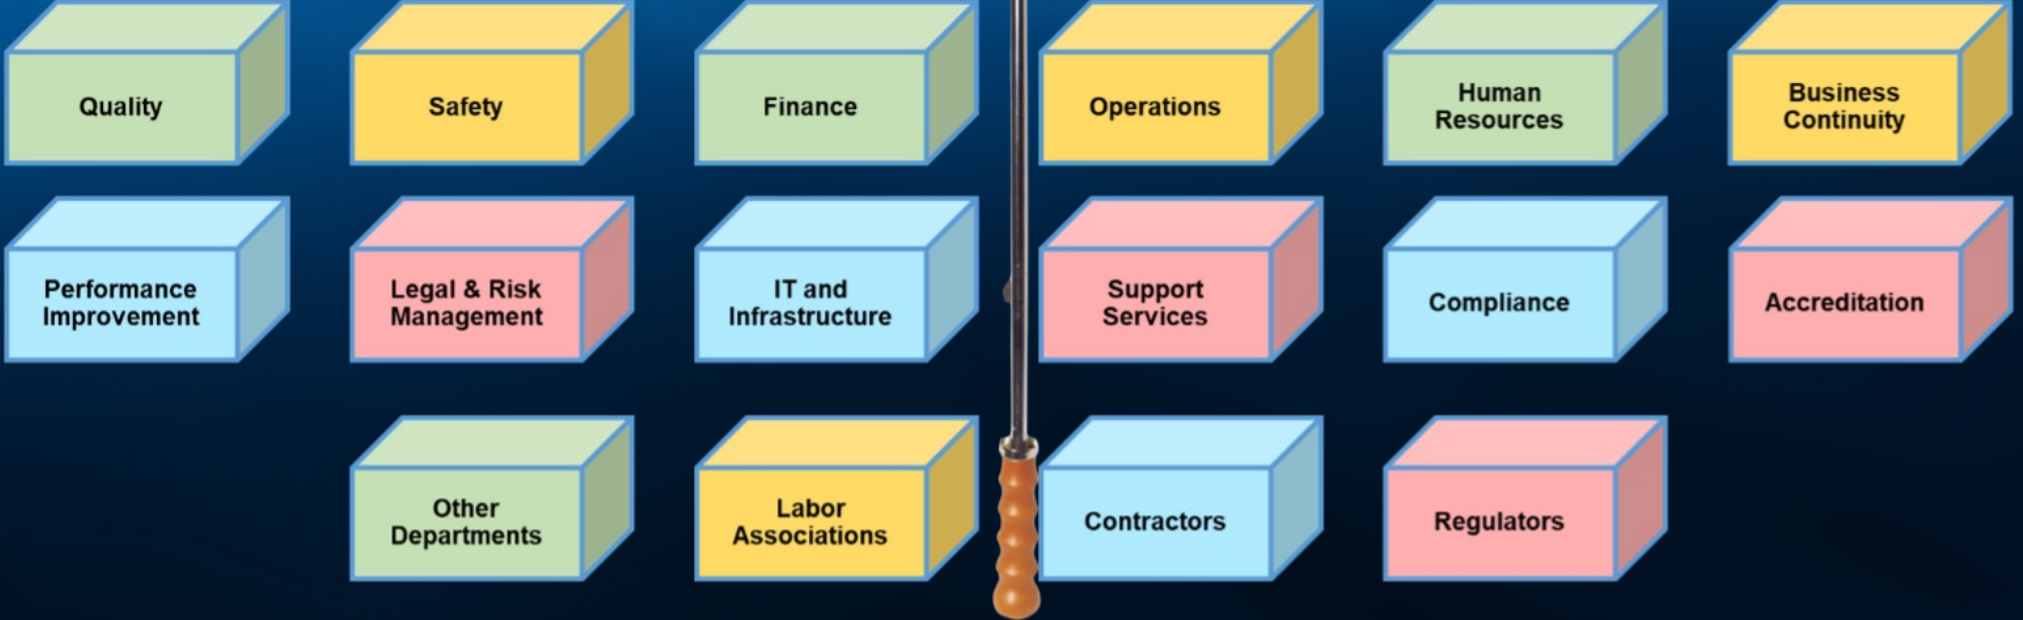 Quality
Safety
Finance
Operations
Human
Resources
Business
Continuity
Performance
Improvement
Legal & Risk
Management
IT and
Infrastructure
Support
Services
Compliance
Accreditation
Other
Departments
Labor
Associations
Contractors
Regulators